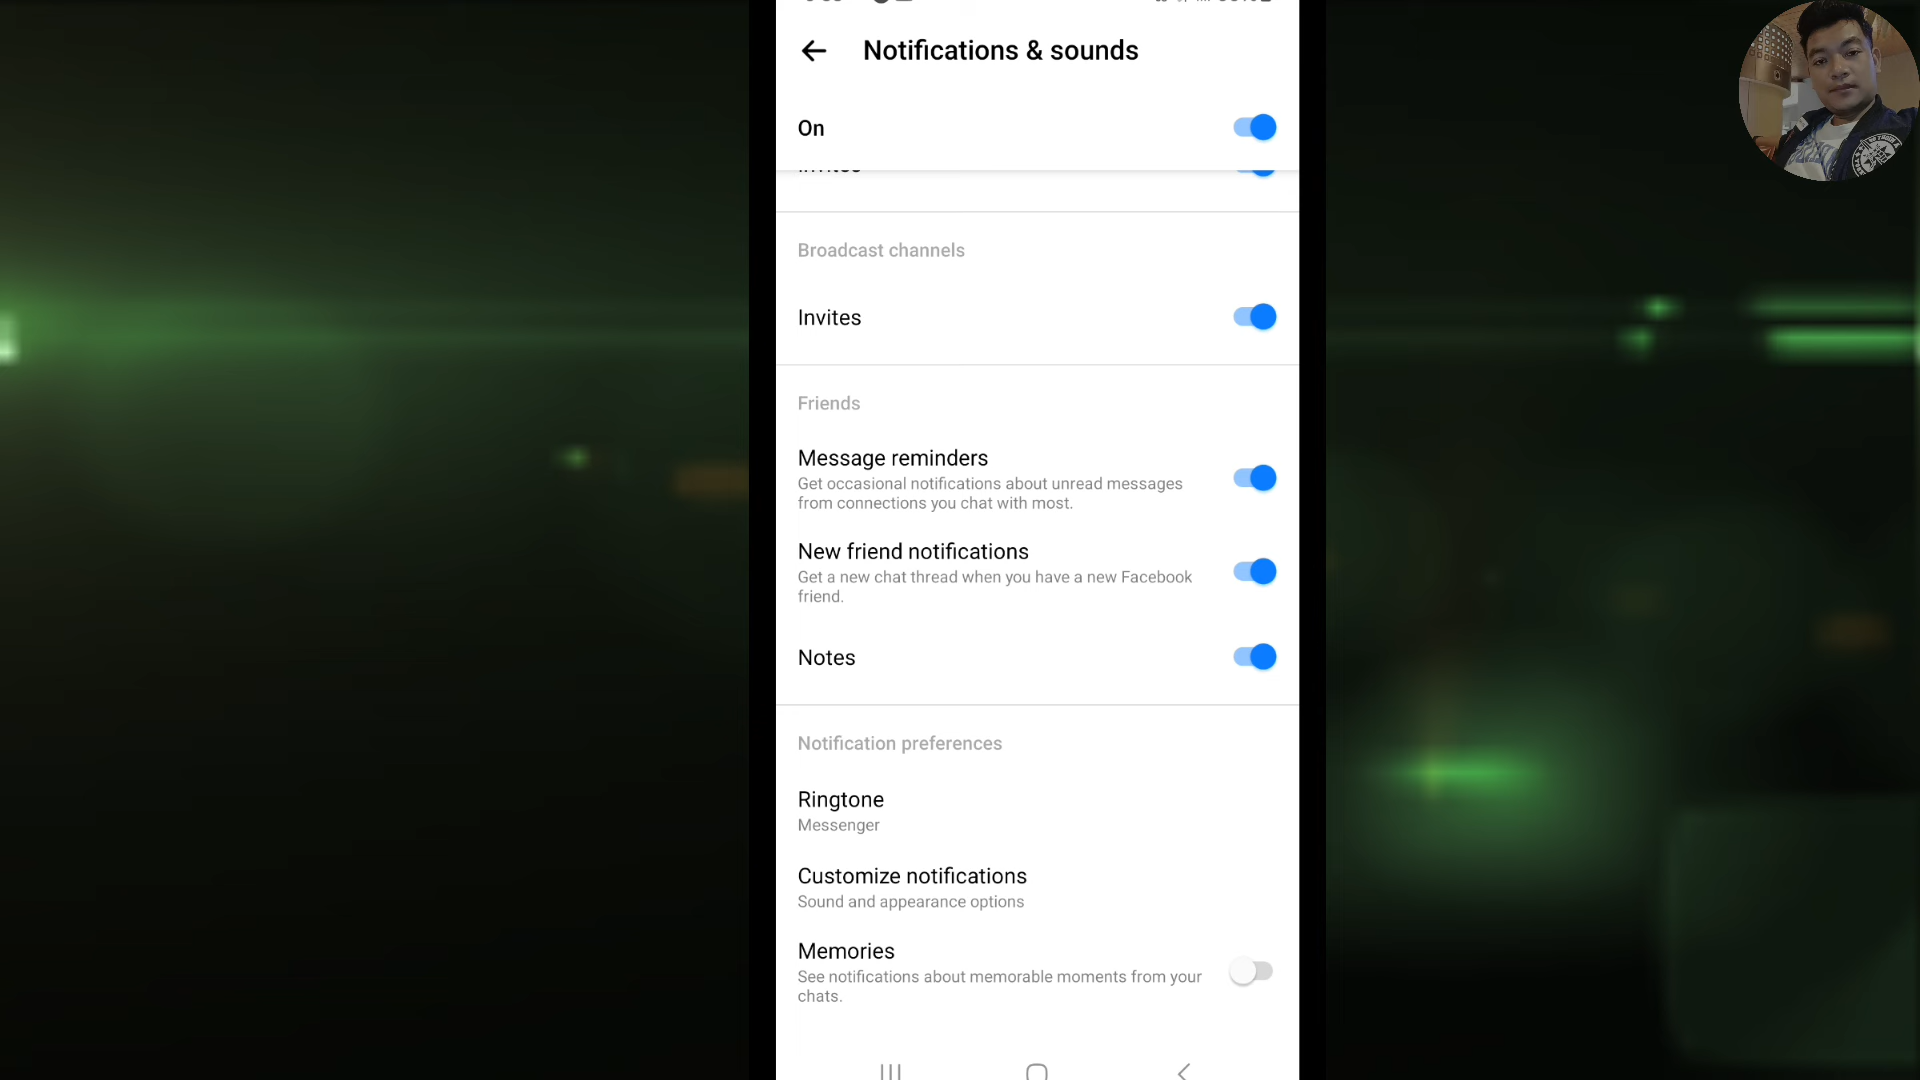 Notifications & sounds
On
Invites
Broadcast channels
Invites
Friends
Message reminders
Get occasional notifications about unread messages
from connections you chat with most.
New friend notifications
Get a new chat thread when you have a new Facebook
friend.
Notes
Notification preferences
Ringtone
Messenger
Customize notifications
Sound and appearance options
Memories
See notifications about memorable moments from your
chats.